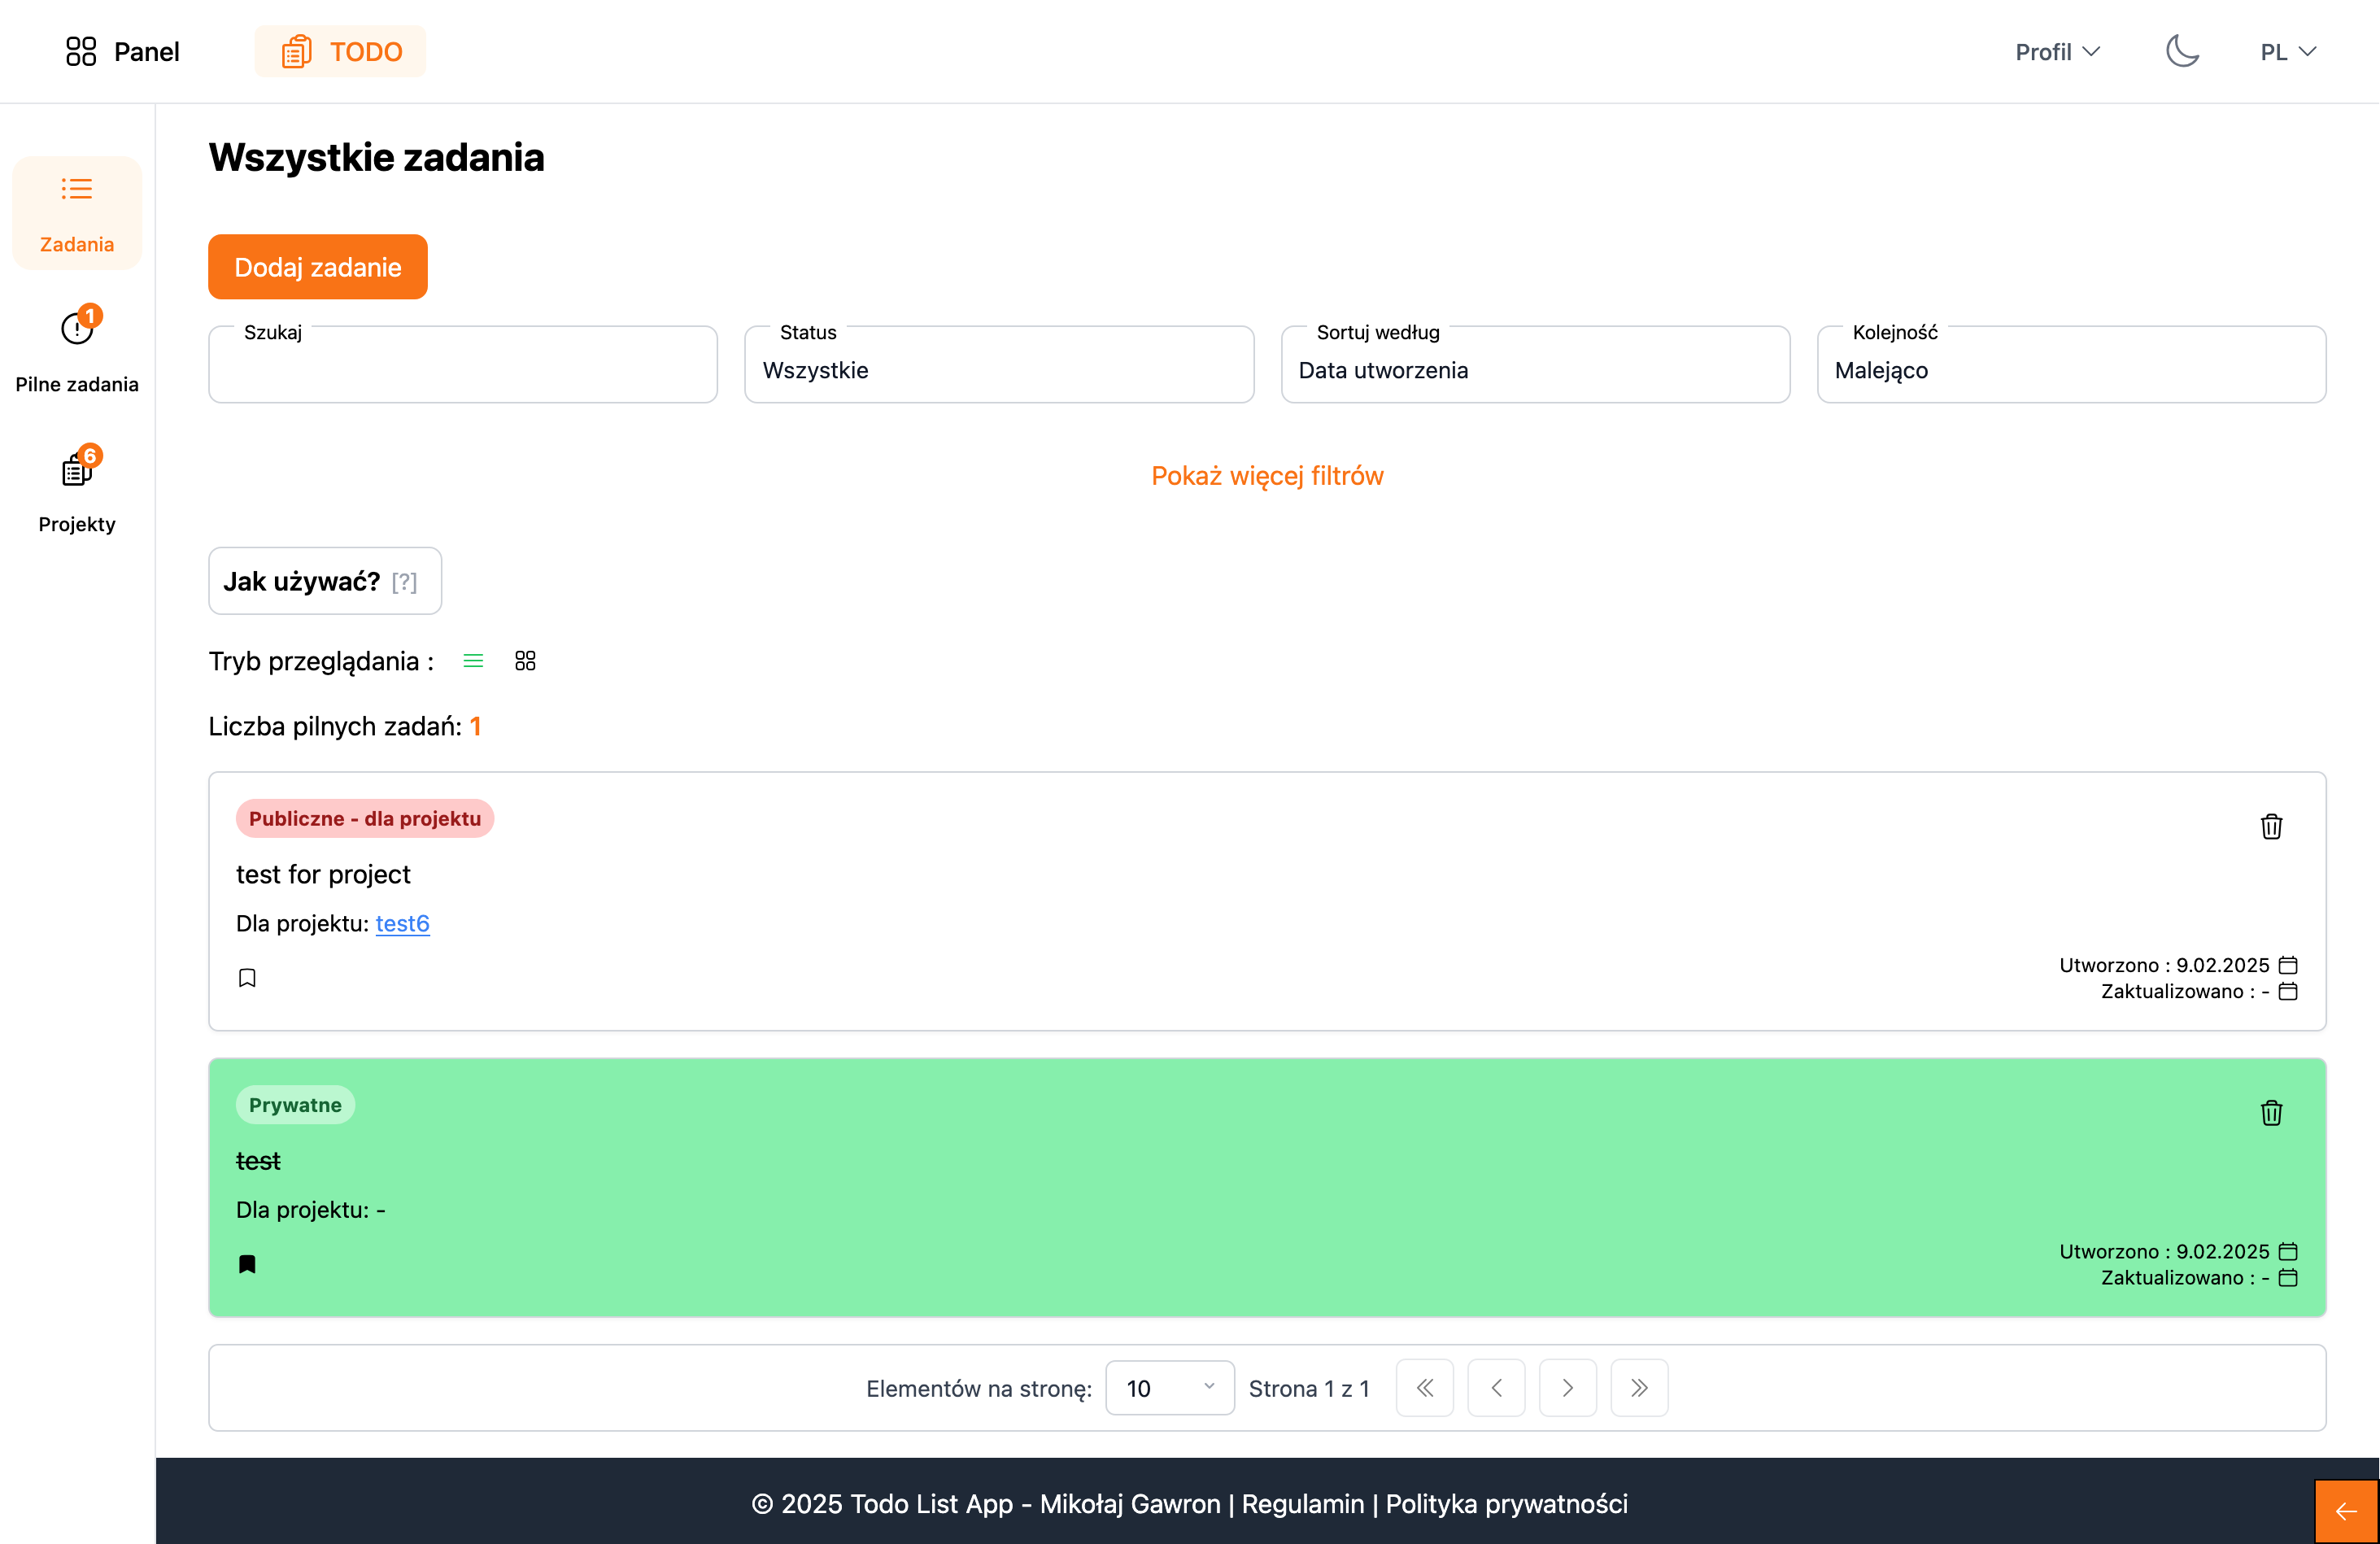 Panel
TODO
Profil
PL
Zadania
1
Pilne zadania
6
Projekty
Wszystkie zadania
Dodaj zadanie
Szukaj
Status
Wszystkie
Sortuj według
Data utworzenia
Kolejność
Malejąco
Pokaż więcej filtrów
Jak używać? [?]
Tryb przeglądania :
Liczba pilnych zadań: 1
Publiczne - dla projektu
test for project
Dla projektu: test6
Utworzono : 9.02.2025
Zaktualizowano : -
Prywatne
test
Dla projektu: -
Utworzono : 9.02.2025
Zaktualizowano : -
Elementów na stronę: 10 Strona 1 z 1
© 2025 Todo List App - Mikołaj Gawron | Regulamin | Polityka prywatności